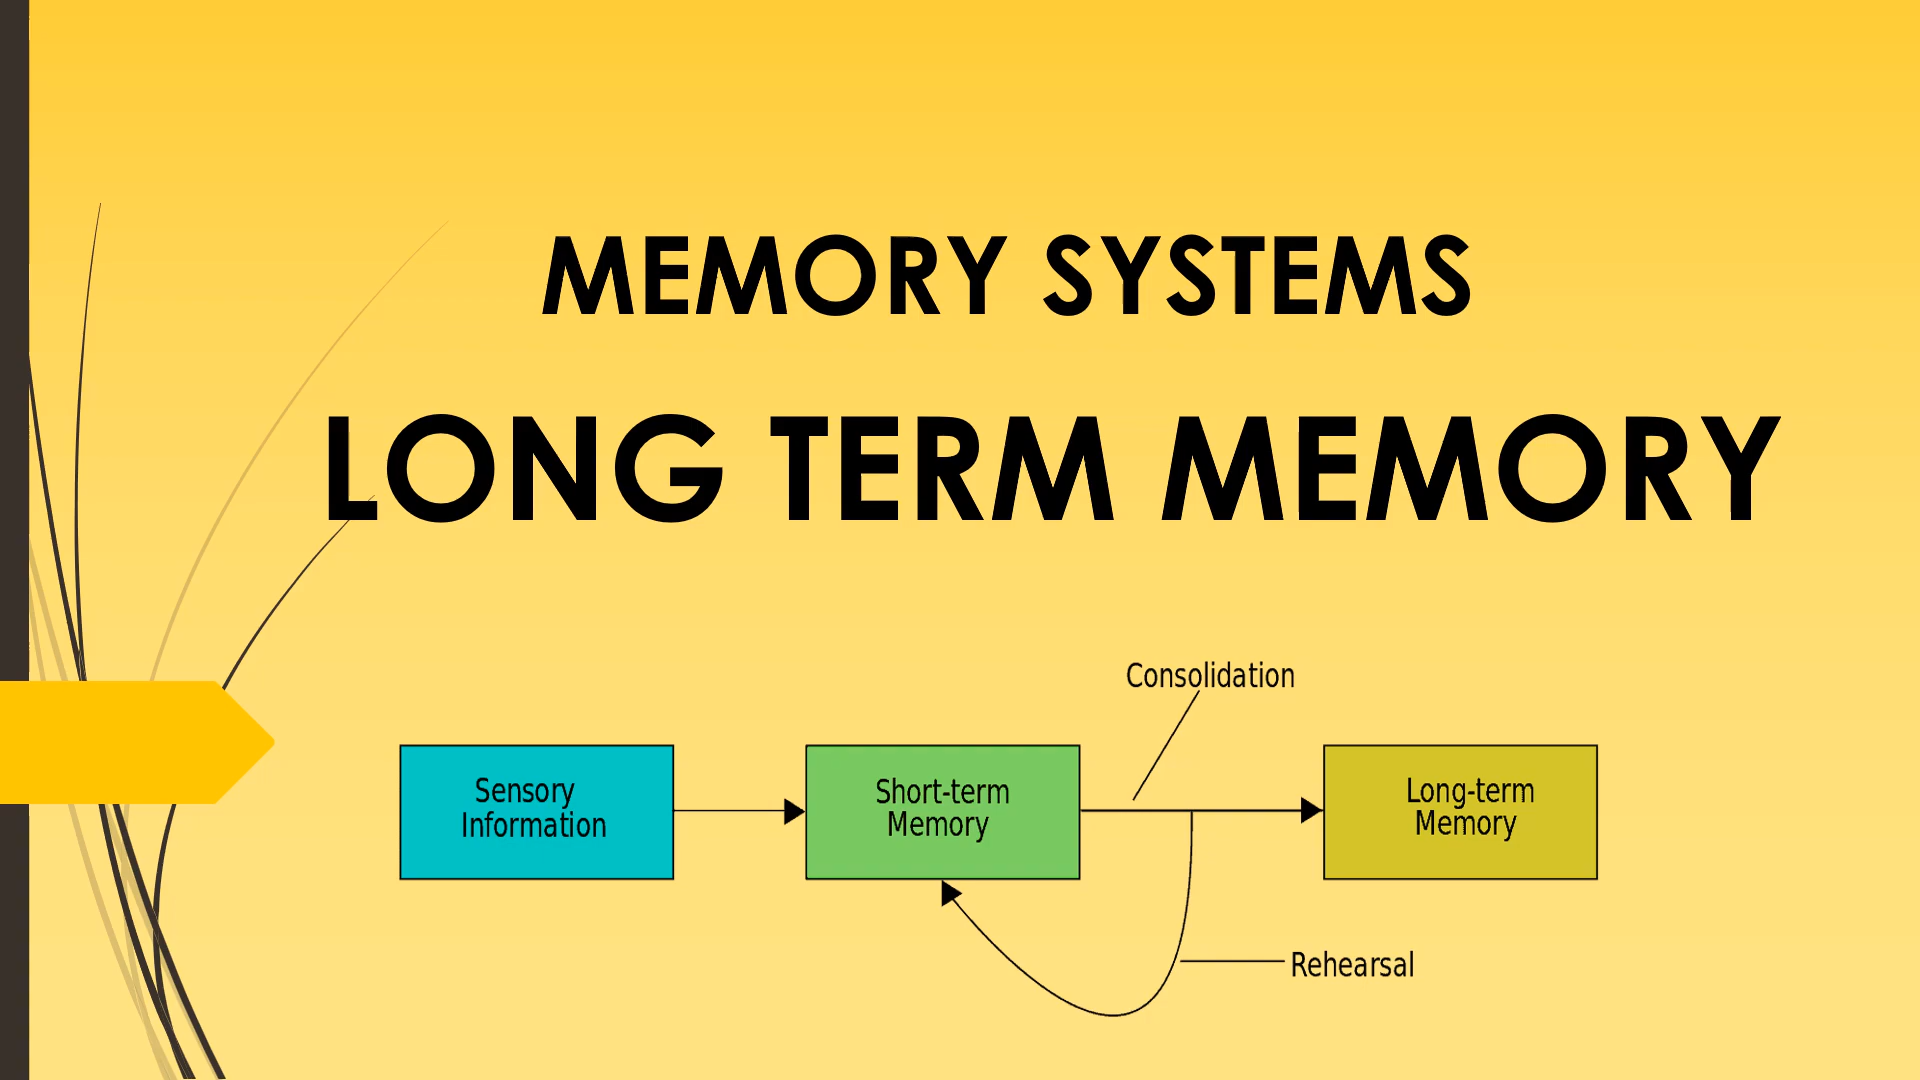 MEMORY SYSTEMS
LONG TERM MEMORY
Consolidation
Sensory
Information
Short-term
Memory
Long-term
Memory
Rehearsal